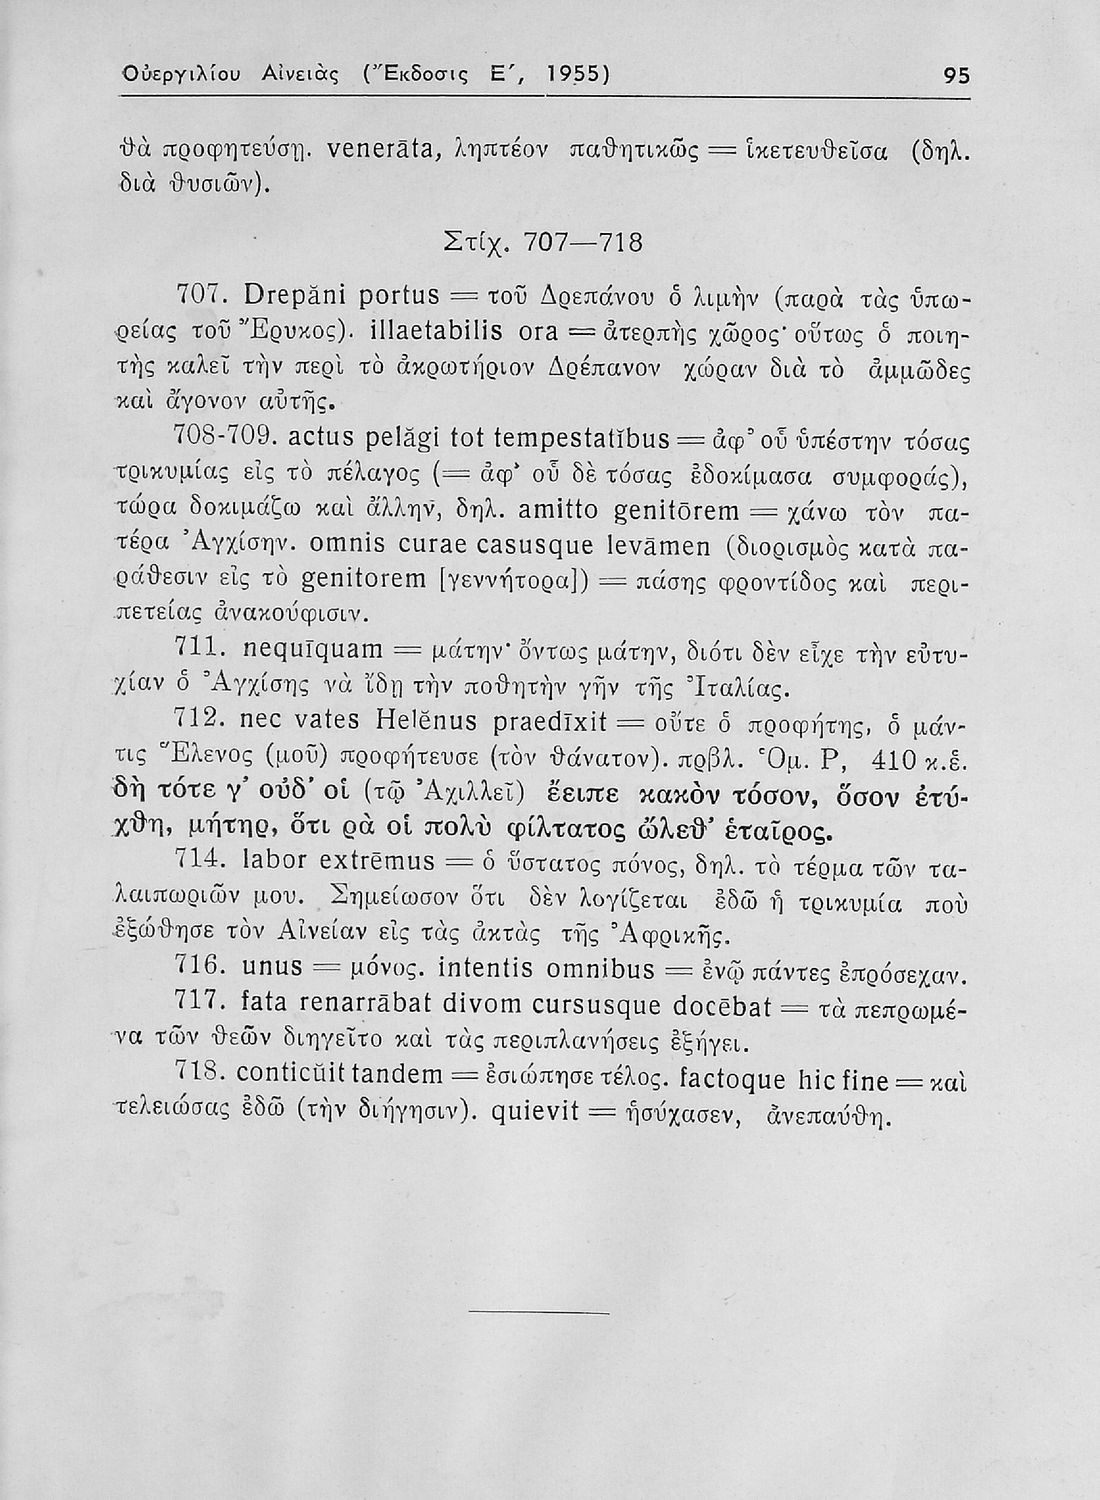 Οὐεργιλίου Αἰνειὰς (Ἔκδοσις Ε΄, 1955) 95
θὰ προφητεύσῃ. venerāta, ληπτέον παθητικῶς = ἱκετευθεῖσα (δηλ.
διὰ θυσιῶν).
Στίχ. 707—718
707. Drepăni portus = τοῦ Δρεπάνου ὁ λιμὴν (παρὰ τὰς ὑπω-
ρείας τοῦ Ἔρυκος). illaetabilis ora = ἀτερπὴς χῶρος· οὕτως ὁ ποιη-
τὴς καλεῖ τὴν περὶ τὸ ἀκρωτήριον Δρέπανον χώραν διὰ τὸ ἀμμῶδες
καὶ ἄγονον αὐτῆς.
708-709. actus pelăgi tot tempestatĭbus = ἀφ᾽ οὗ ὑπέστην τόσας
τρικυμίας εἰς τὸ πέλαγος (= ἀφ᾽ οὗ δὲ τόσας ἐδοκίμασα συμφοράς),
τώρα δοκιμάζω καὶ ἄλλην, δηλ. amitto genitōrem = χάνω τὸν πα-
τέρα Ἀγχίσην. omnis curae casusque levāmen (διορισμὸς κατὰ πα-
ράθεσιν εἰς τὸ genitorem [γεννήτορα]) = πάσης φροντίδος καὶ περι-
πετείας ἀνακούφισιν.
711. nequīquam = μάτην· ὄντως μάτην, διότι δὲν εἶχε τὴν εὐτυ-
χίαν ὁ Ἀγχίσης νὰ ἴδῃ τὴν ποθητὴν γῆν τῆς Ἰταλίας.
712. nec vates Helĕnus praedīxit = οὔτε ὁ προφήτης, ὁ μάν-
τις Ἕλενος (μοῦ) προφήτευσε (τὸν θάνατον). πρβλ. Ὁμ. Ρ, 410 κ.ἑ.
δὴ τότε γ᾽ οὐδ᾽ οἱ (τῷ Ἀχιλλεῖ) ἔειπε κακὸν τόσον, ὅσον ἐτύ-
χθη, μήτηρ, ὅτι ρὰ οἱ πολὺ φίλτατος ὤλεθ᾽ ἑταῖρος.
714. labor extrēmus = ὁ ὕστατος πόνος, δηλ. τὸ τέρμα τῶν τα-
λαιπωριῶν μου. Σημείωσον ὅτι δὲν λογίζεται ἐδῶ ἡ τρικυμία ποὺ
ἐξώθησε τὸν Αἰνείαν εἰς τὰς ἀκτὰς τῆς Ἀφρικῆς.
716. unus = μόνος. intentis omnibus = ἐνῷ πάντες ἐπρόσεχαν.
717. fata renarrābat divom cursusque docēbat = τὰ πεπρωμέ-
να τῶν θεῶν διηγεῖτο καὶ τὰς περιπλανήσεις ἐξήγει.
718. conticŭit tandem = ἐσιώπησε τέλος. factoque hic fine = καὶ
τελειώσας ἐδῶ (τὴν διήγησιν). quievit = ἡσύχασεν, ἀνεπαύθη.